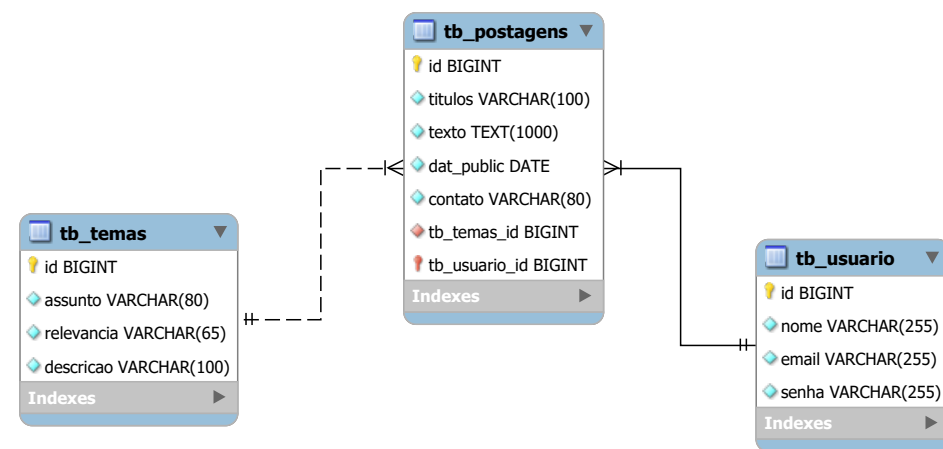 tb_postagens
id BIGINT
titulos VARCHAR(100)
texto TEXT(1000)
dat_public DATE
contato VARCHAR(80)
tb_temas_id BIGINT
tb_usuario_id BIGINT
Indexes
tb_temas
id BIGINT
assunto VARCHAR(80)
relevancia VARCHAR(65)
descricao VARCHAR(100)
Indexes
tb_usuario
id BIGINT
nome VARCHAR(255)
email VARCHAR(255)
senha VARCHAR(255)
Indexes